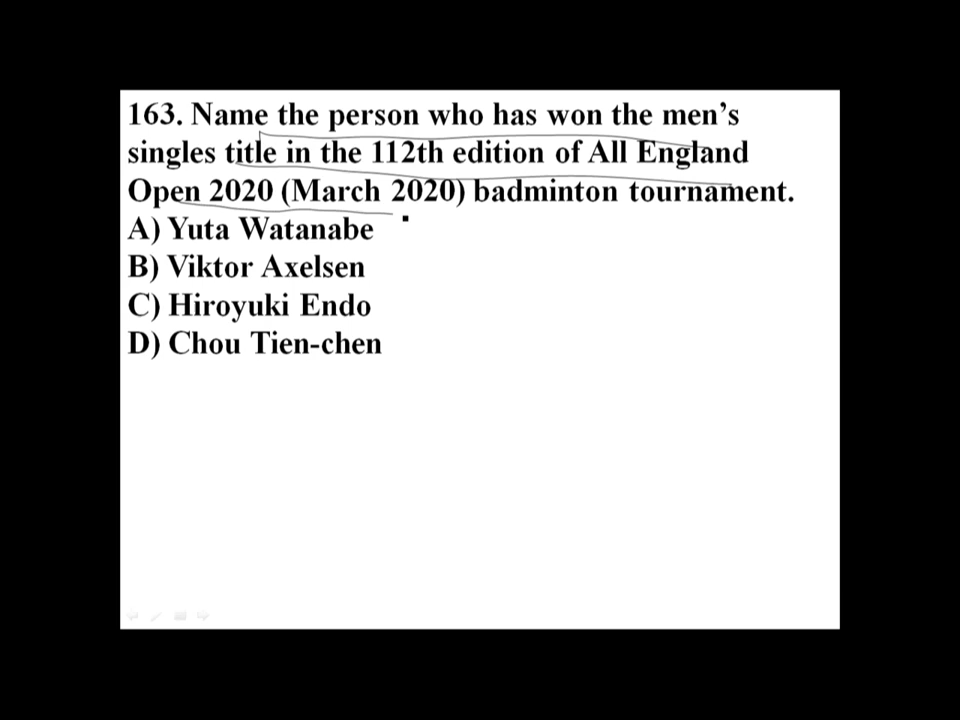 163. Name the person who has won the men’s
singles title in the 112th edition of All England
Open 2020 (March 2020) badminton tournament.
A) Yuta Watanabe
B) Viktor Axelsen
C) Hiroyuki Endo
D) Chou Tien-chen